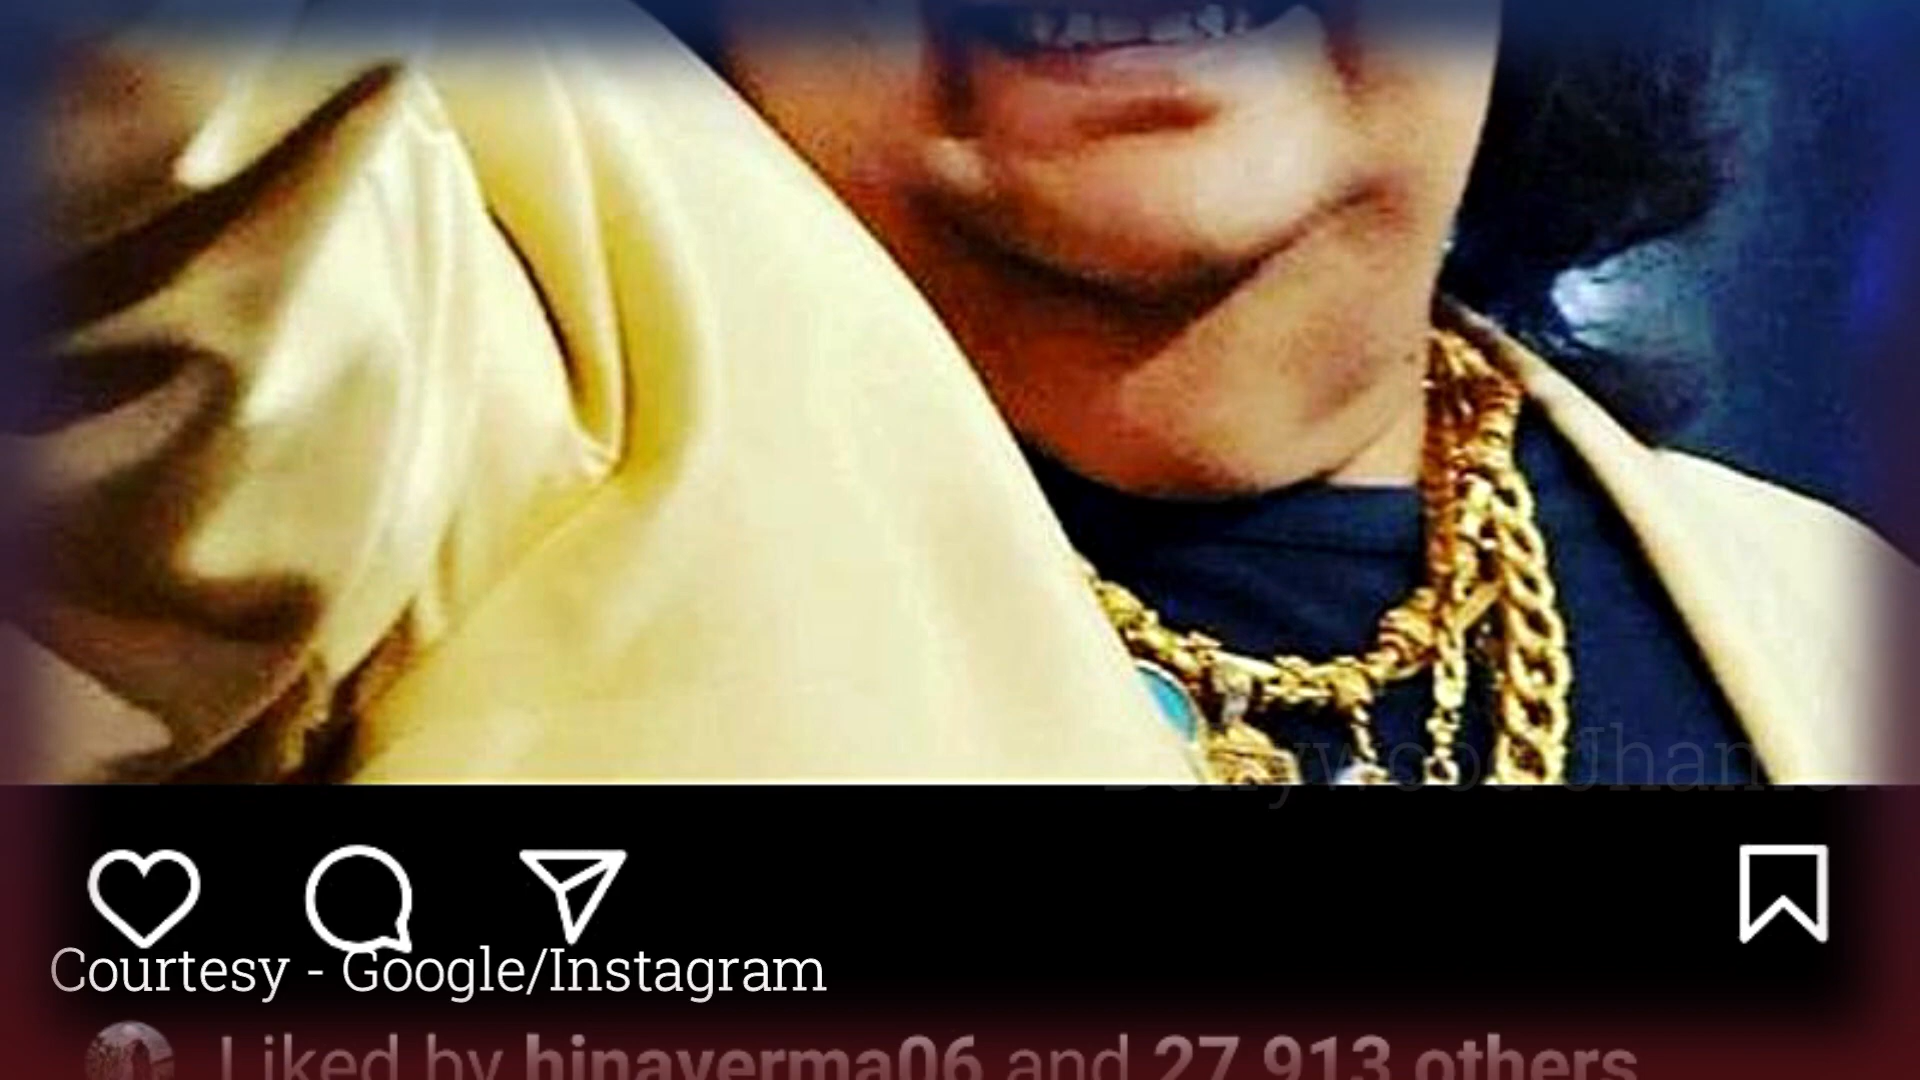 Courtesy - Google/Instagram
Liked by hinaverma06 and 27,913 others